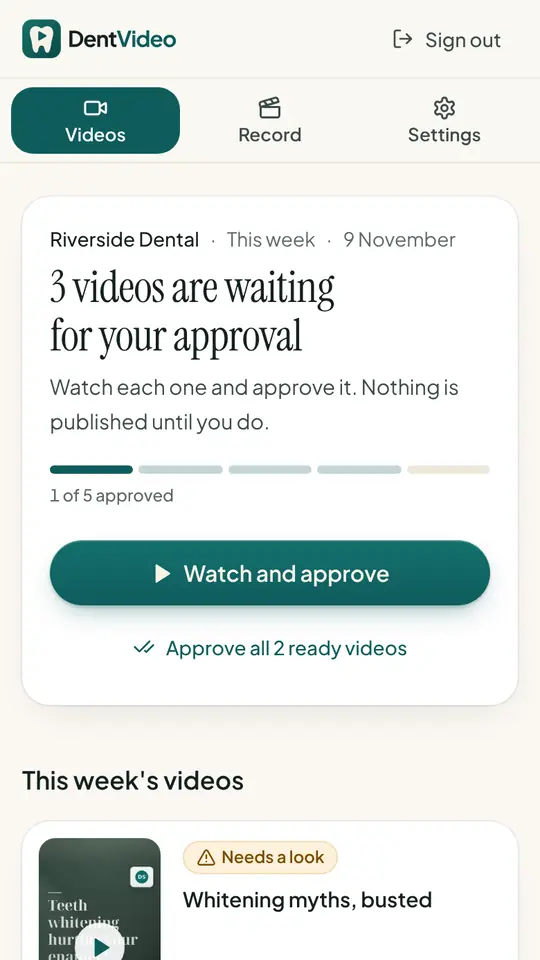 DentVideo
Sign out
Videos
Record
Settings
Riverside Dental · This week · 9 November
3 videos are waiting
for your approval
Watch each one and approve it. Nothing is
published until you do.
1 of 5 approved
Watch and approve
Approve all 2 ready videos
This week's videos
Needs a look
Whitening myths, busted
DS
Teeth
whitening